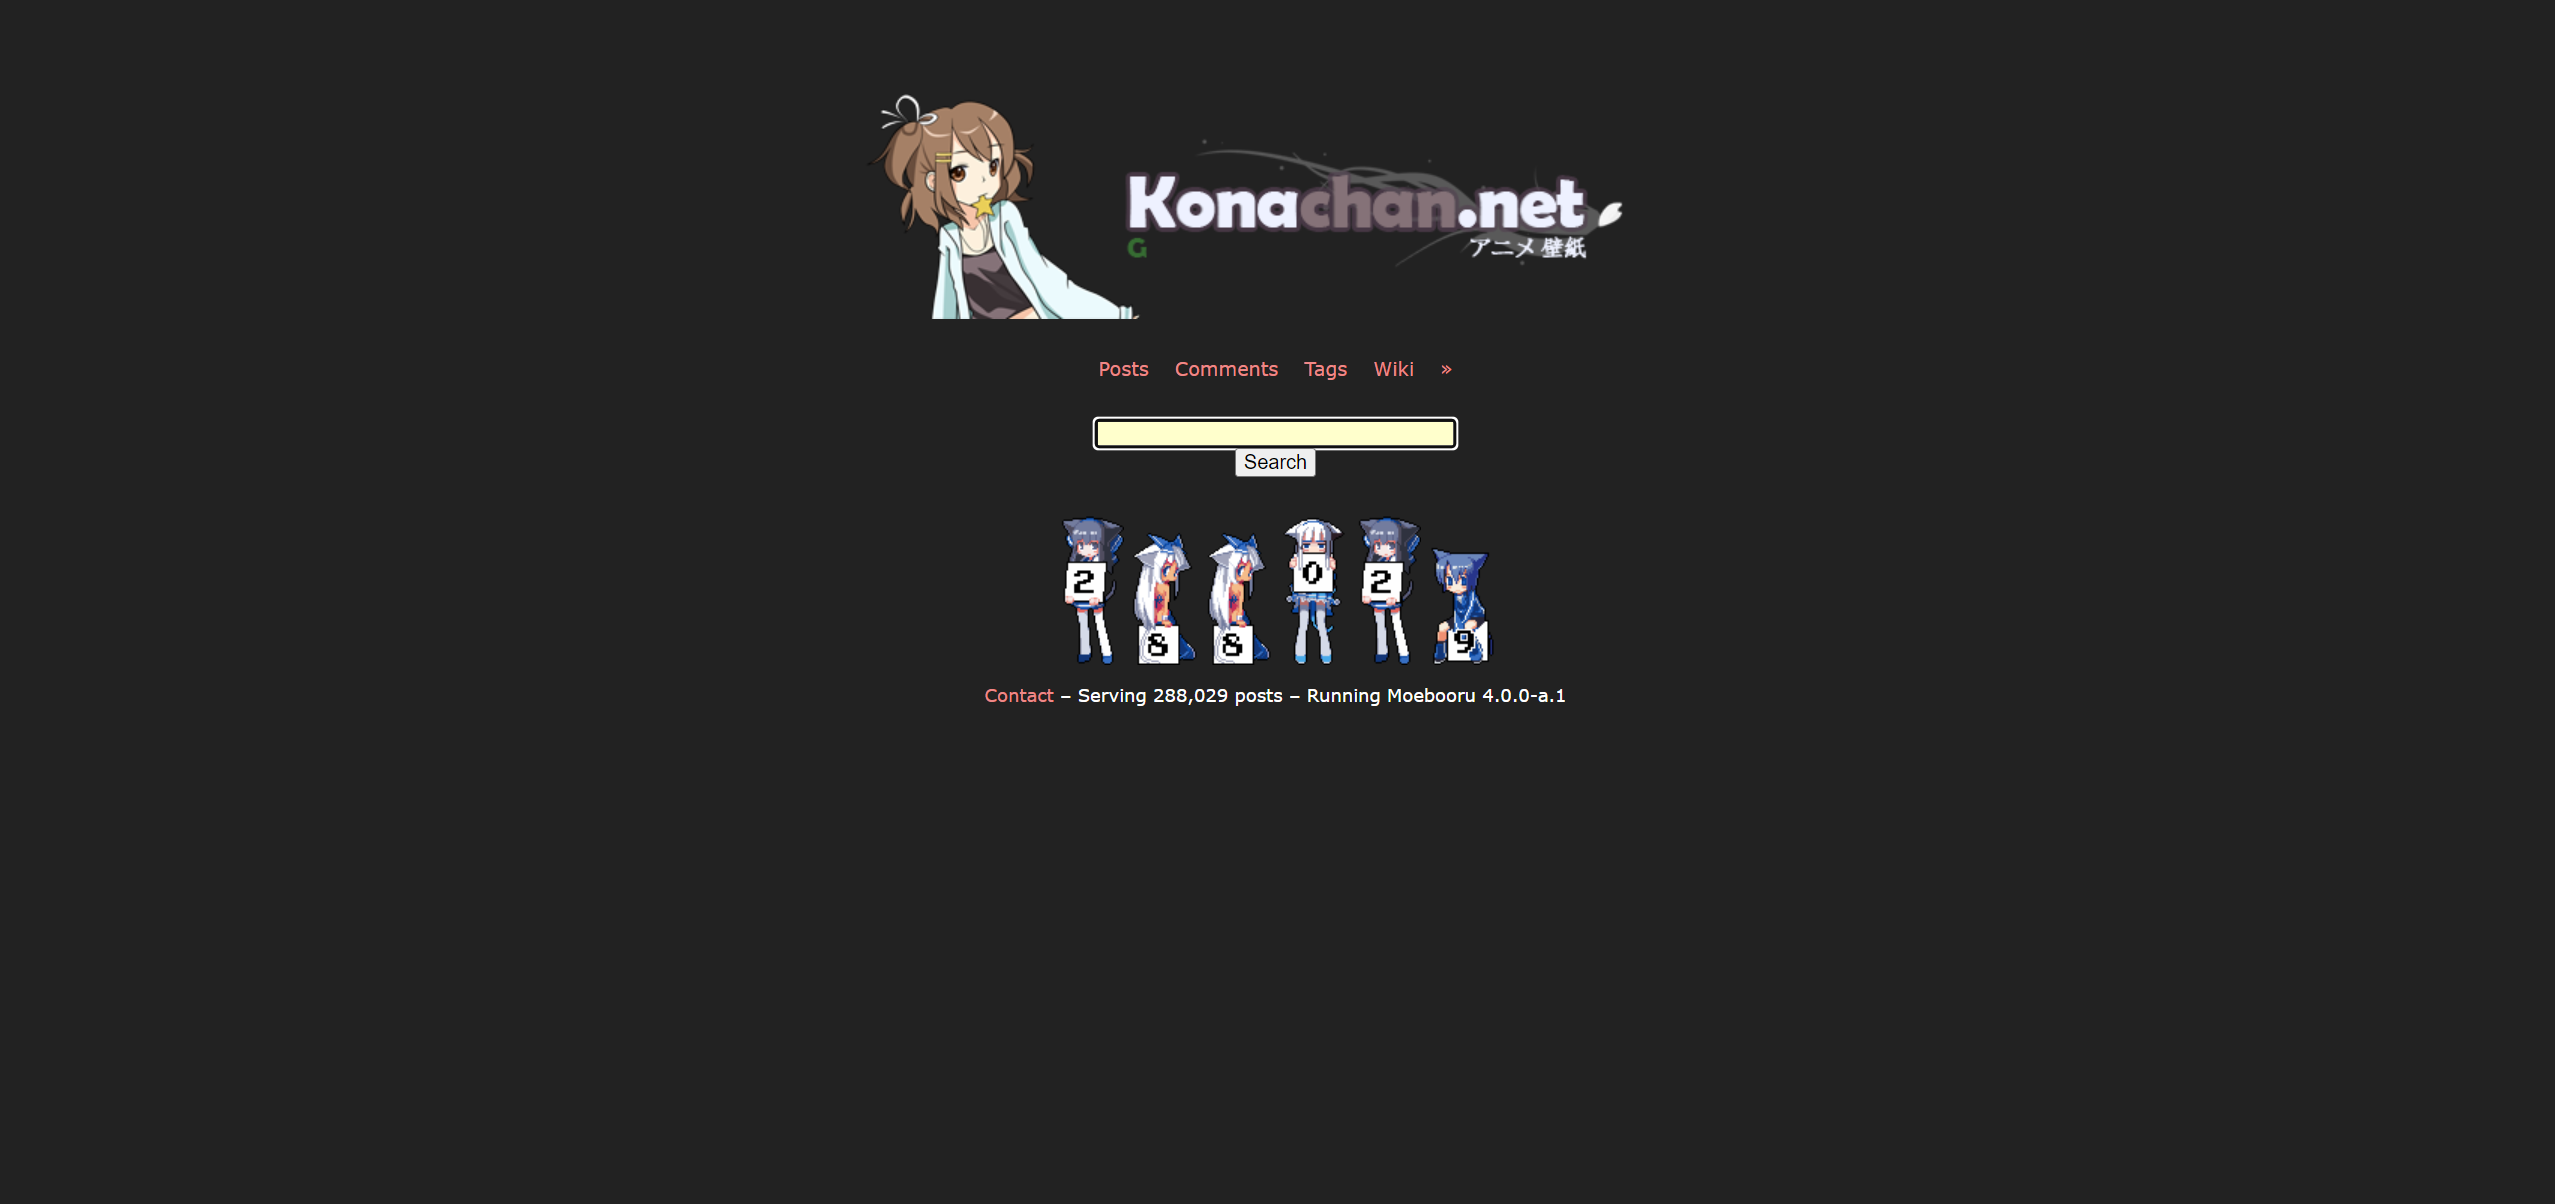 Konachan.net
G アニメ 壁紙
Posts Comments Tags Wiki »
Search
2 8 8 0 2 9
Contact – Serving 288,029 posts – Running Moebooru 4.0.0-a.1